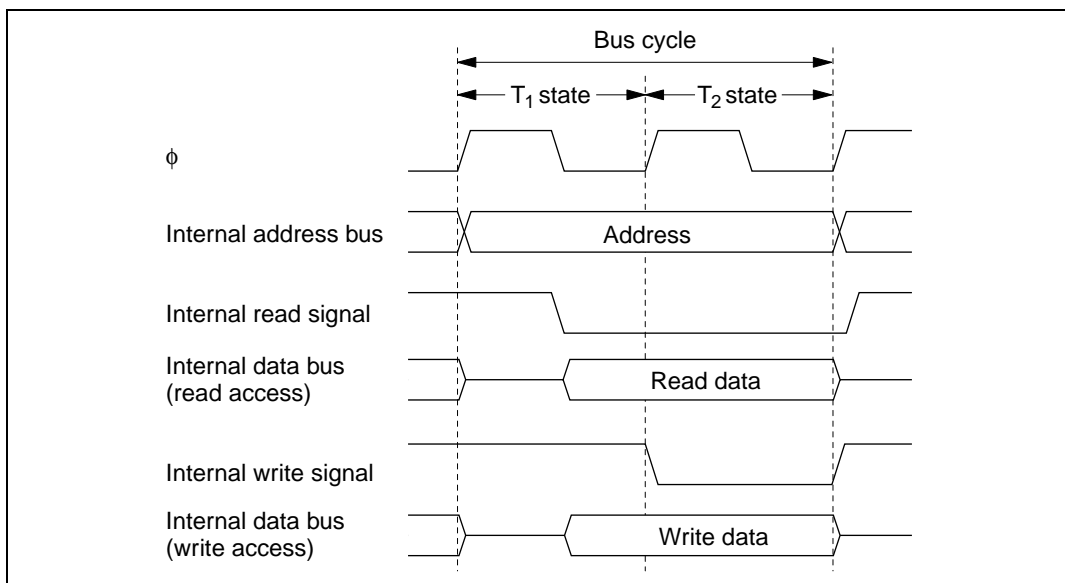 Bus cycle
T₁ state
T₂ state
ϕ
Internal address bus
Address
Internal read signal
Internal data bus
(read access)
Read data
Internal write signal
Internal data bus
(write access)
Write data